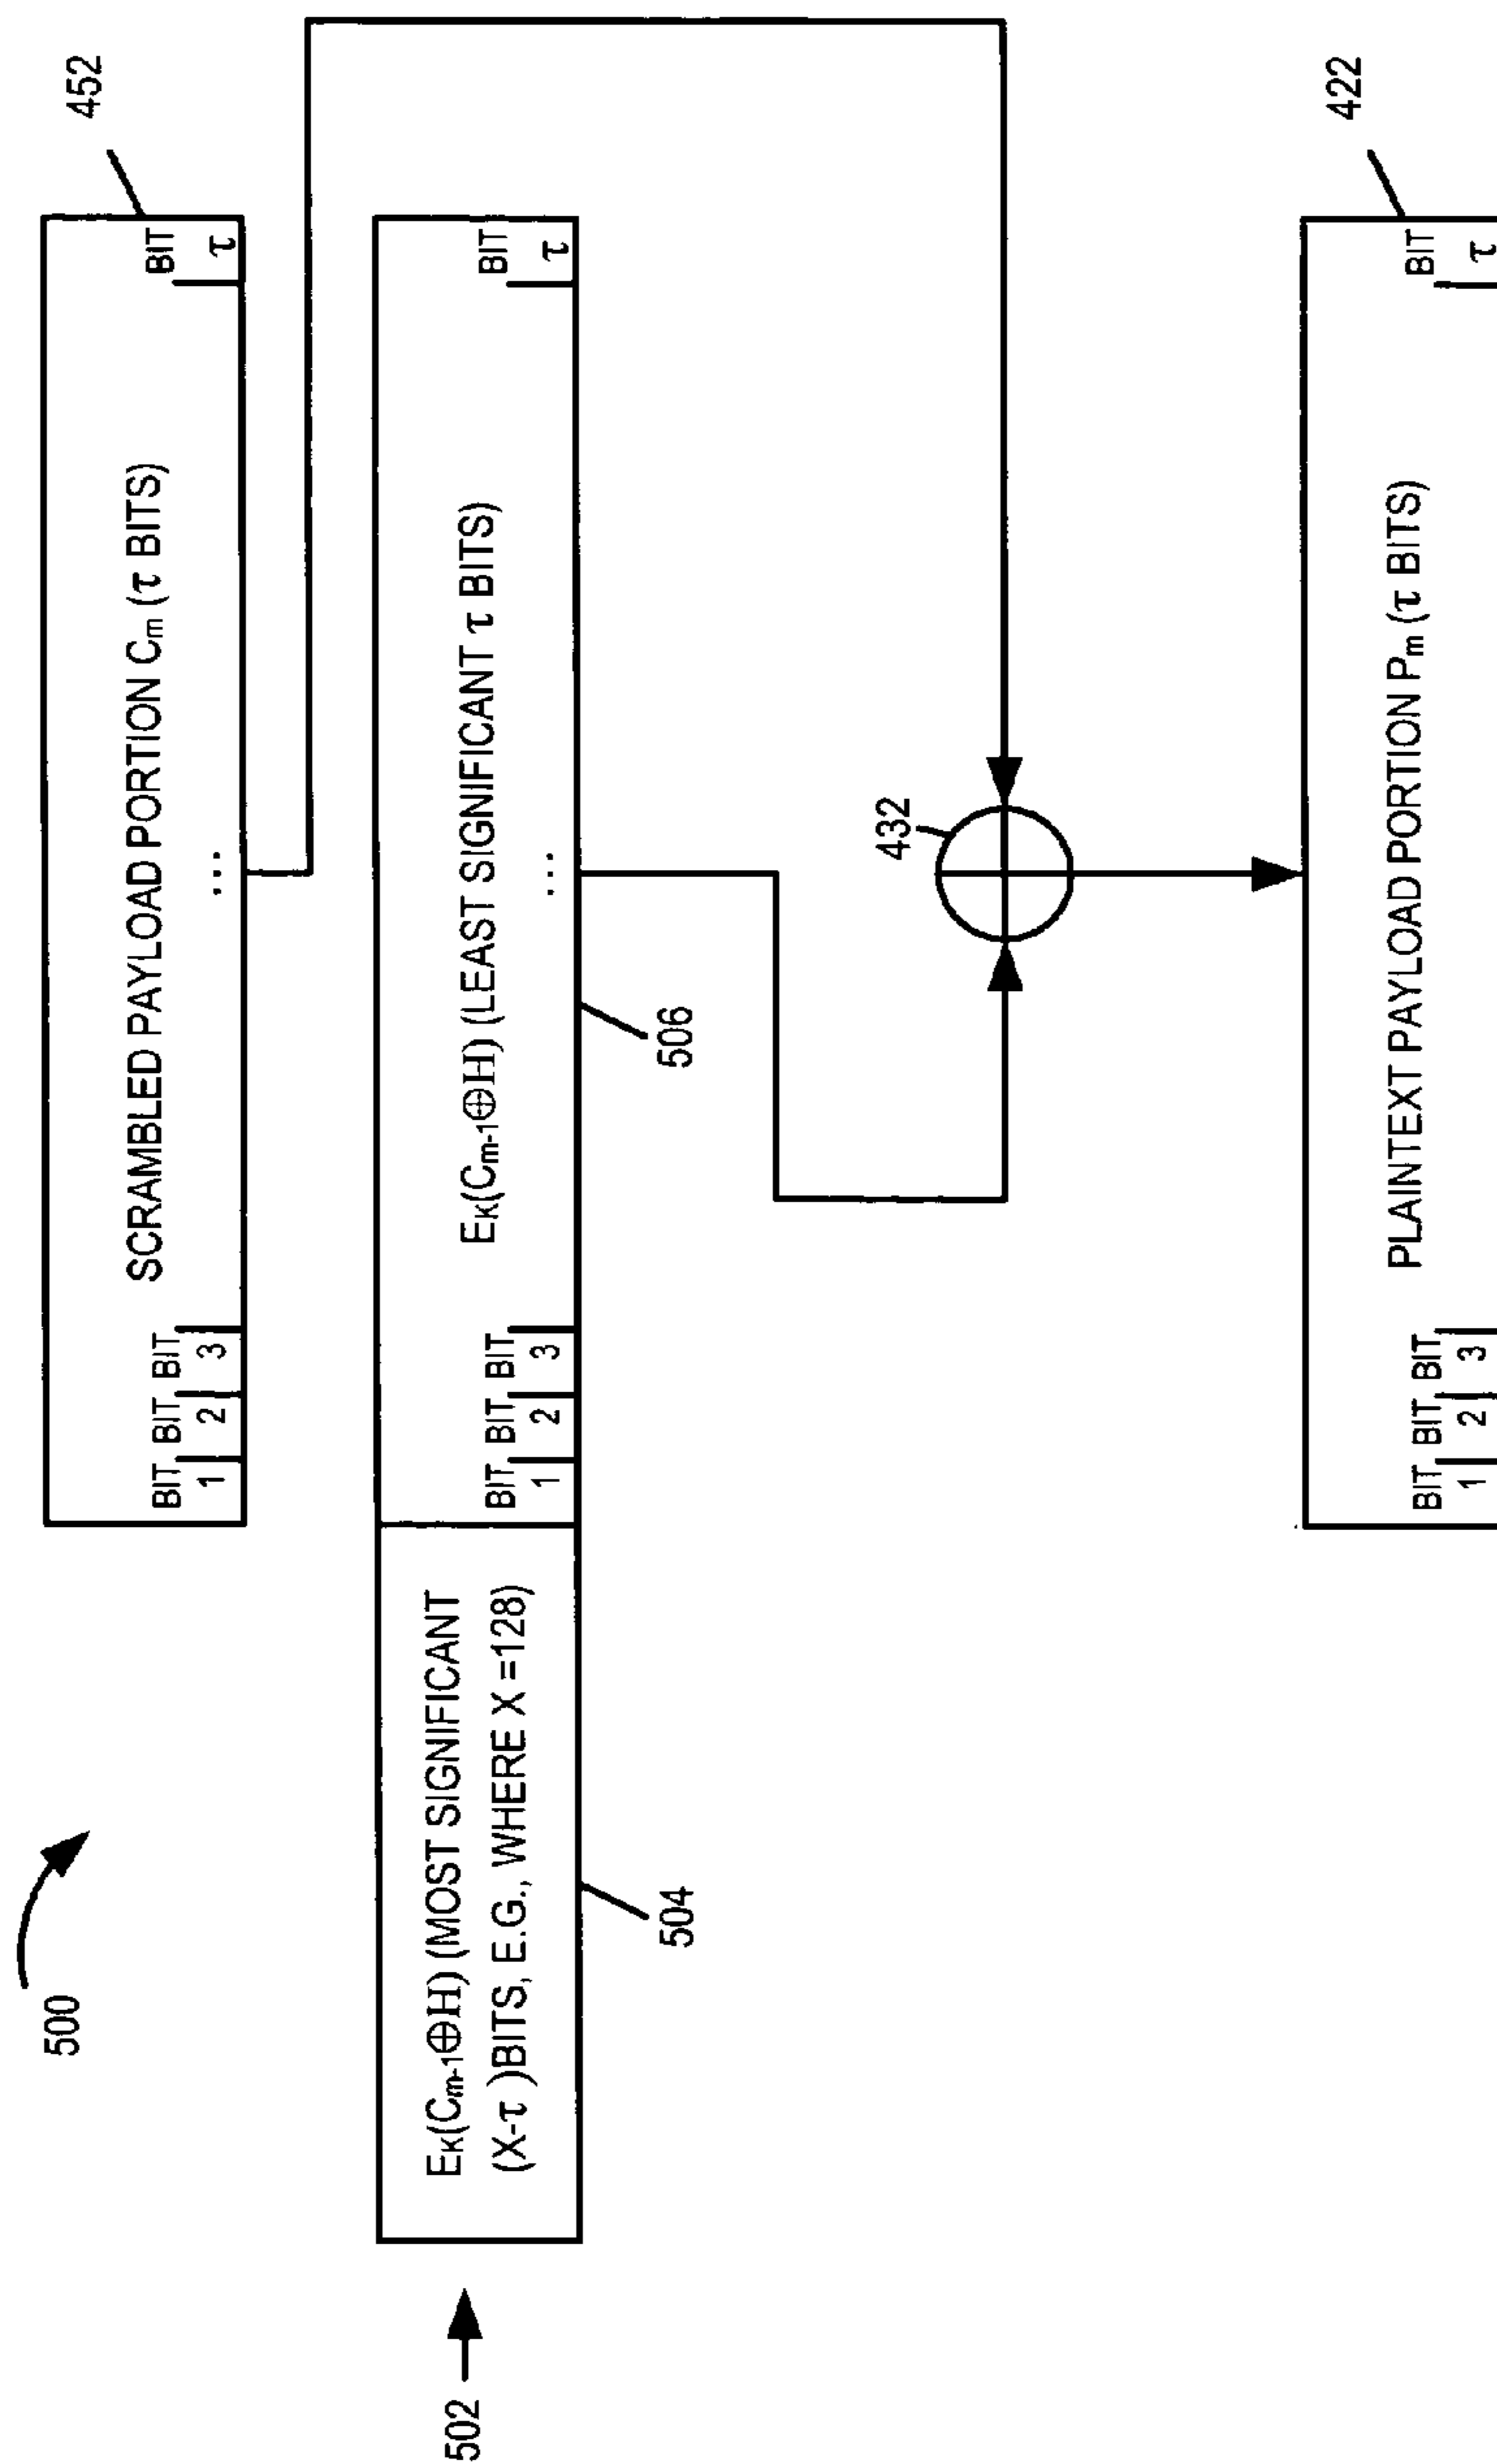 500
452
SCRAMBLED PAYLOAD PORTION Cm (τ BITS)
BIT BIT BIT BIT
1 2 3 ... τ
502
Eᴋ(Cm-1⊕H) (MOST SIGNIFICANT
(X-τ )BITS, E.G., WHERE X =128)
Eᴋ(Cm-1⊕H) (LEAST SIGNIFICANT τ BITS)
BIT BIT BIT BIT
1 2 3 ... τ
504
506
432
422
PLAINTEXT PAYLOAD PORTION Pm (τ BITS)
BIT BIT BIT BIT
1 2 3 τ